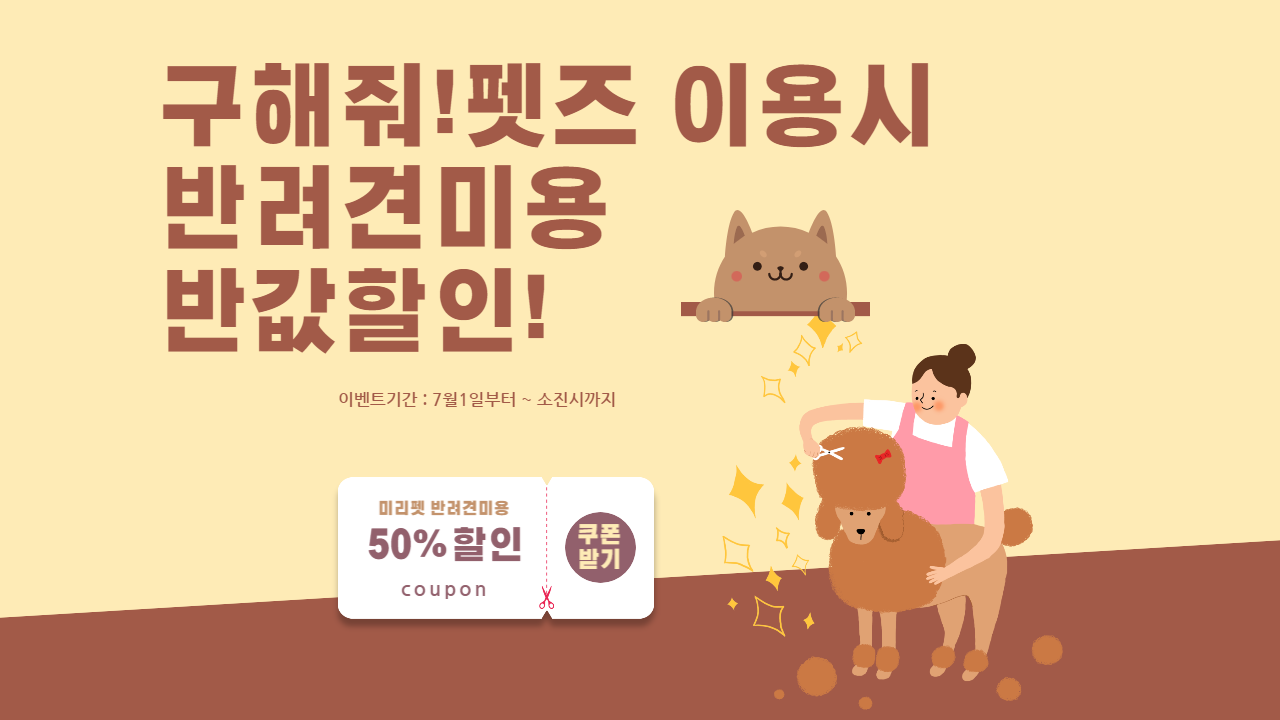 구해줘!펫즈 이용시
반려견미용
반값할인!
이벤트기간 : 7월1일부터 ~ 소진시까지
미리펫 반려견미용
50% 할인
coupon
쿠폰
받기